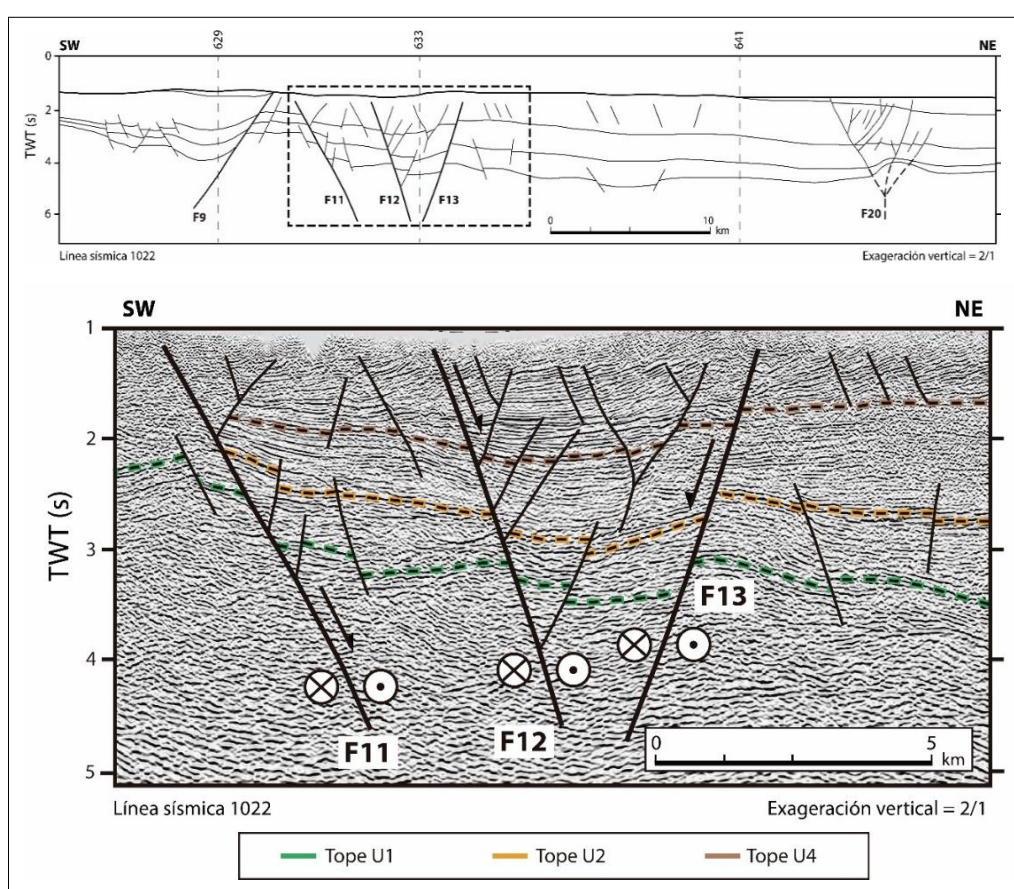 629 633 641
SW NE
0
2
4
6
TWT (s)
F9 F11 F12 F13 F20
0 10
km
Línea sísmica 1022 Exageración vertical = 2/1
SW NE
1
2
3
4
5
TWT (s)
F13
F12
F11
0 5
km
Línea sísmica 1022 Exageración vertical = 2/1
Tope U1 Tope U2 Tope U4